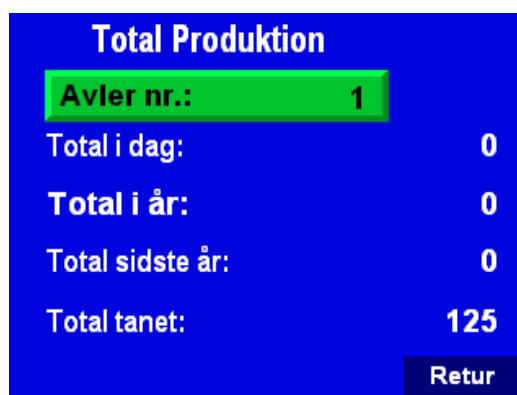 Total Produktion
Avler nr.: 1
Total i dag: 0
Total i år: 0
Total sidste år: 0
Total tanet: 125
Retur